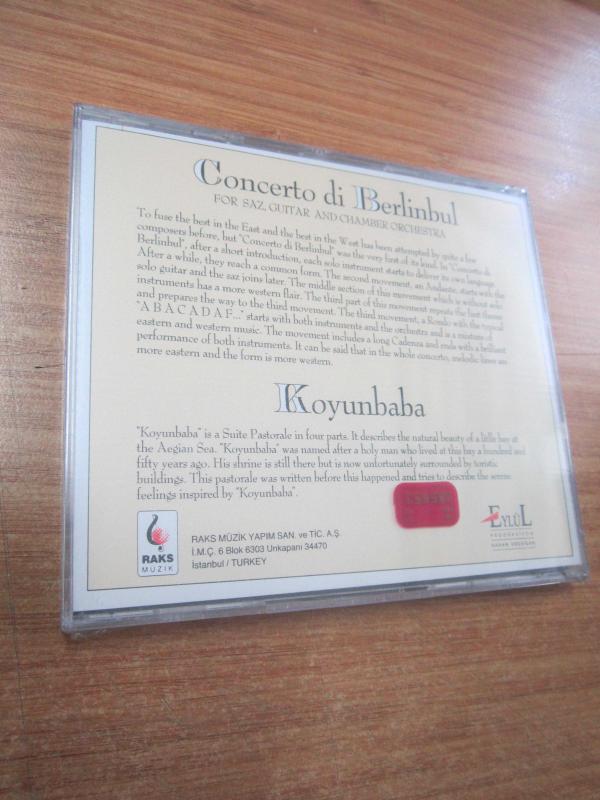 Concerto di Berlinbul
FOR SAZ, GUITAR AND CHAMBER ORCHESTRA
To fuse the best in the East and the best in the West has been attempted by quite a few
composers before, but "Concerto di Berlinbul" was the very first of its kind. In "Concerto di
Berlinbul", after a short introduction, each solo instrument starts to deliver its own language.
After a while, they reach a common form. The second movement, an Andante, starts with the
solo guitar and the saz joins later. The middle section of this movement which is without solo
instruments has a more western flair. The third part of this movement repeats the first theme
and prepares the way to the third movement. The third movement, a Rondo with the typical
"A B A C A D A F..." starts with both instruments and the orchestra and is a mixture of
eastern and western music. The movement includes a long Cadenza and ends with a brilliant
performance of both instruments. It can be said that in the whole concerto, melodic lines are
more eastern and the form is more western.
Koyunbaba
"Koyunbaba" is a Suite Pastorale in four parts. It describes the natural beauty of a little bay at
the Aegian Sea. "Koyunbaba" was named after a holy man who lived at this bay a hundred and
fifty years ago. His shrine is still there but is now unfortunately surrounded by toristic
buildings. This pastorale was written before this happened and tries to describe the serene
feelings inspired by "Koyunbaba".
RAKS
MÜZİK
RAKS MÜZİK YAPIM SAN. ve TİC. A.Ş.
İ.M.Ç. 6 Blok 6303 Unkapanı 34470
İstanbul / TURKEY
EYLÜL